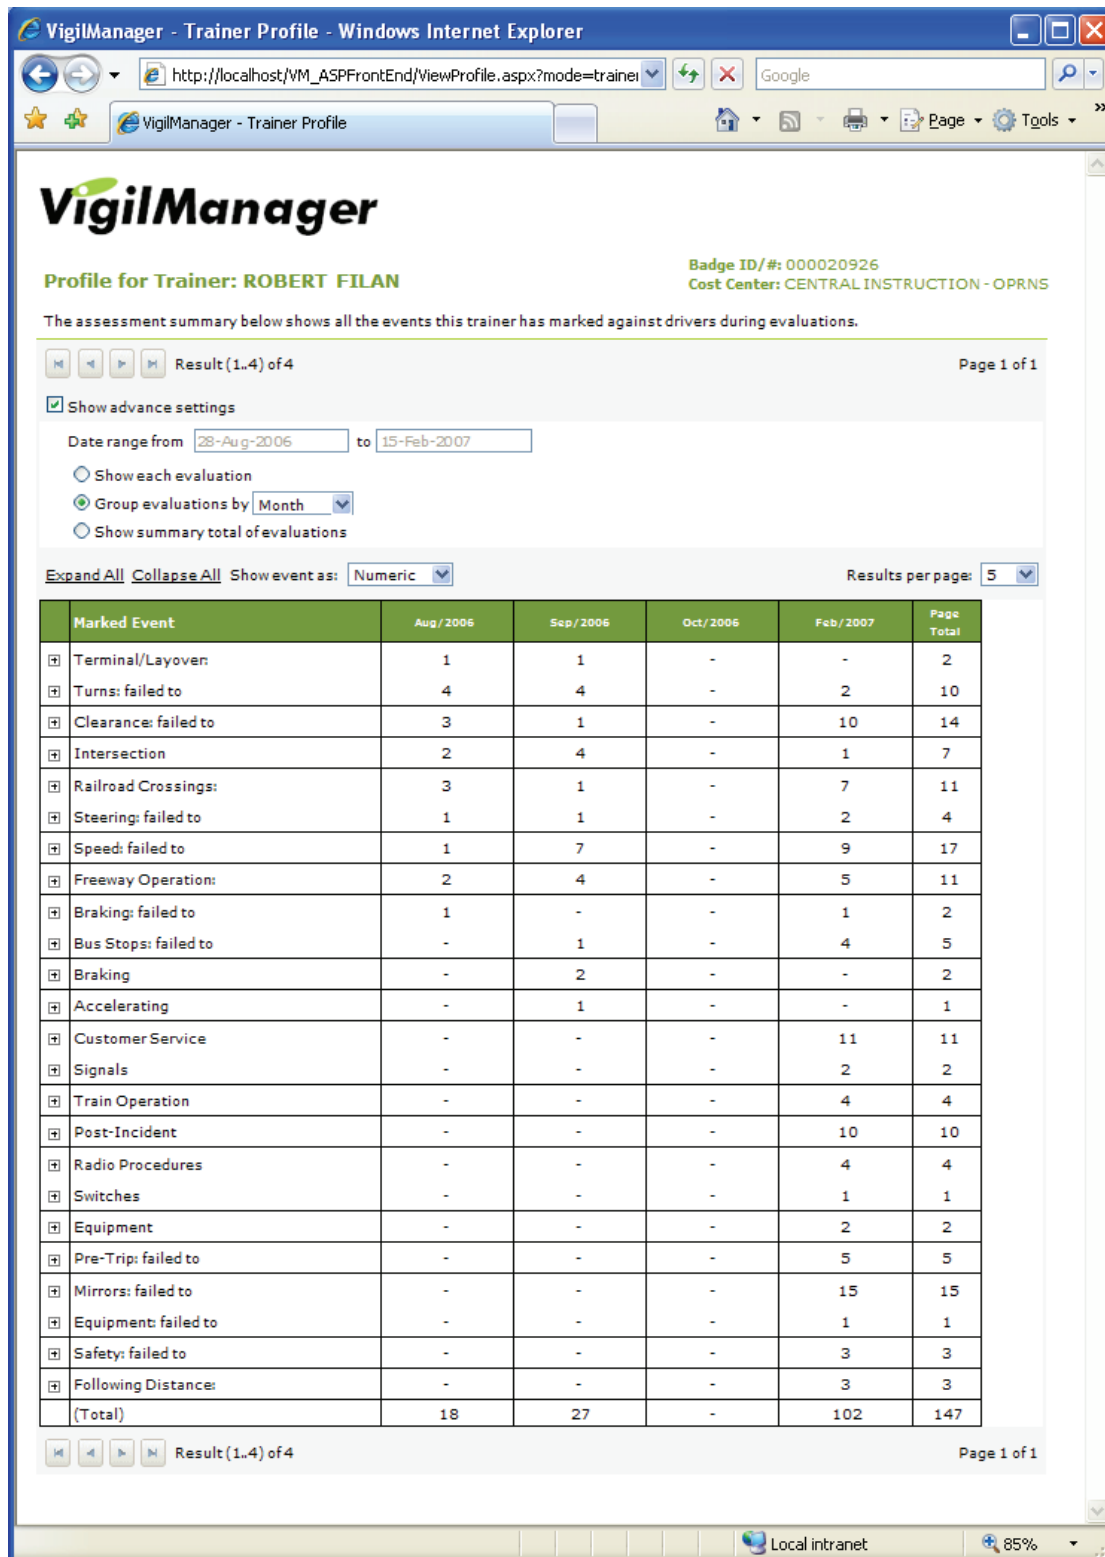 VigilManager - Trainer Profile - Windows Internet Explorer
http://localhost/VM_ASPFrontEnd/ViewProfile.aspx?mode=trainer
Google
VigilManager - Trainer Profile
Page
Tools
»
VigilManager
Profile for Trainer: ROBERT FILAN
Badge ID/#: 000020926
Cost Center: CENTRAL INSTRUCTION - OPRNS
The assessment summary below shows all the events this trainer has marked against drivers during evaluations.
Result (1..4) of 4 Page 1 of 1
Show advance settings
Date range from 28-Aug-2006 to 15-Feb-2007
Show each evaluation
Group evaluations by Month
Show summary total of evaluations
Expand All Collapse All Show event as: Numeric Results per page: 5
Marked Event Aug/2006 Sep/2006 Oct/2006 Feb/2007 Page Total
Terminal/Layover: 1 1 - - 2
Turns: failed to 4 4 - 2 10
Clearance: failed to 3 1 - 10 14
Intersection 2 4 - 1 7
Railroad Crossings: 3 1 - 7 11
Steering: failed to 1 1 - 2 4
Speed: failed to 1 7 - 9 17
Freeway Operation: 2 4 - 5 11
Braking: failed to 1 - - 1 2
Bus Stops: failed to - 1 - 4 5
Braking - 2 - - 2
Accelerating - 1 - - 1
Customer Service - - - 11 11
Signals - - - 2 2
Train Operation - - - 4 4
Post-Incident - - - 10 10
Radio Procedures - - - 4 4
Switches - - - 1 1
Equipment - - - 2 2
Pre-Trip: failed to - - - 5 5
Mirrors: failed to - - - 15 15
Equipment: failed to - - - 1 1
Safety: failed to - - - 3 3
Following Distance: - - - 3 3
(Total) 18 27 - 102 147
Result (1..4) of 4 Page 1 of 1
Local intranet 85%